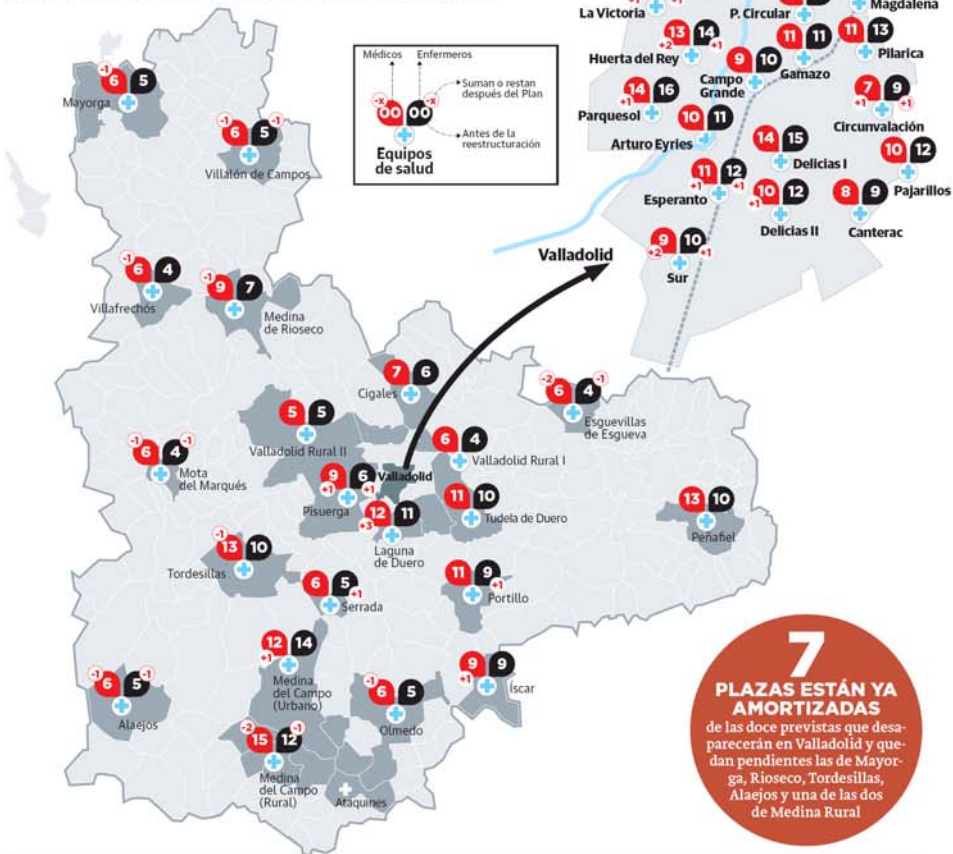 La Victoria
+1
+1
P. Circular
Magdalena
13 14
+2 +1
Huerta del Rey
11 11
Gamazo
11 13
Pilarica
9 10
Campo
Grande
14 16
+1
Parquesol
7 9
+1 +1
Circunvalación
10 11
Arturo Eyries
14 15
Delicias I
10 12
Pajarillos
11 12
+1 +1
Esperanto
10 12
+1
Delicias II
8 9
Canterac
9 10
+2 +1
Sur
Valladolid
Médicos
Enfermeros
-x 00 00 -x
Suman o restan
después del Plan
Antes de la
reestructuración
Equipos
de salud
-1
6 5
Mayorga
-1 -1
6 5
Villalón de Campos
-1
6 4
Villafrechós
-1
9 7
Medina
de Rioseco
7 6
Cigales
-2 -1
6 4
Esguevillas
de Esgueva
5 5
Valladolid Rural II
6 4
Valladolid Rural I
-1 -1
6 4
Mota
del Marqués
9 6
+1 +1
Pisuerga
Valladolid
12 11
+3
Laguna
de Duero
11 10
Tudela de Duero
13 10
Peñafiel
-1
13 10
Tordesillas
6 5
+1
Serrada
11 9
+1
Portillo
12 14
+1
Medina
del Campo
(Urbano)
9 9
+1
Íscar
-1 -1
6 5
Alaejos
-1
6 5
Olmedo
-2 -1
15 12
Medina
del Campo
(Rural)
Ataquines
7
PLAZAS ESTÁN YA
AMORTIZADAS
de las doce previstas que desa-
parecerán en Valladolid y que-
dan pendientes las de Mayor-
ga, Rioseco, Tordesillas,
Alaejos y una de las dos
de Medina Rural